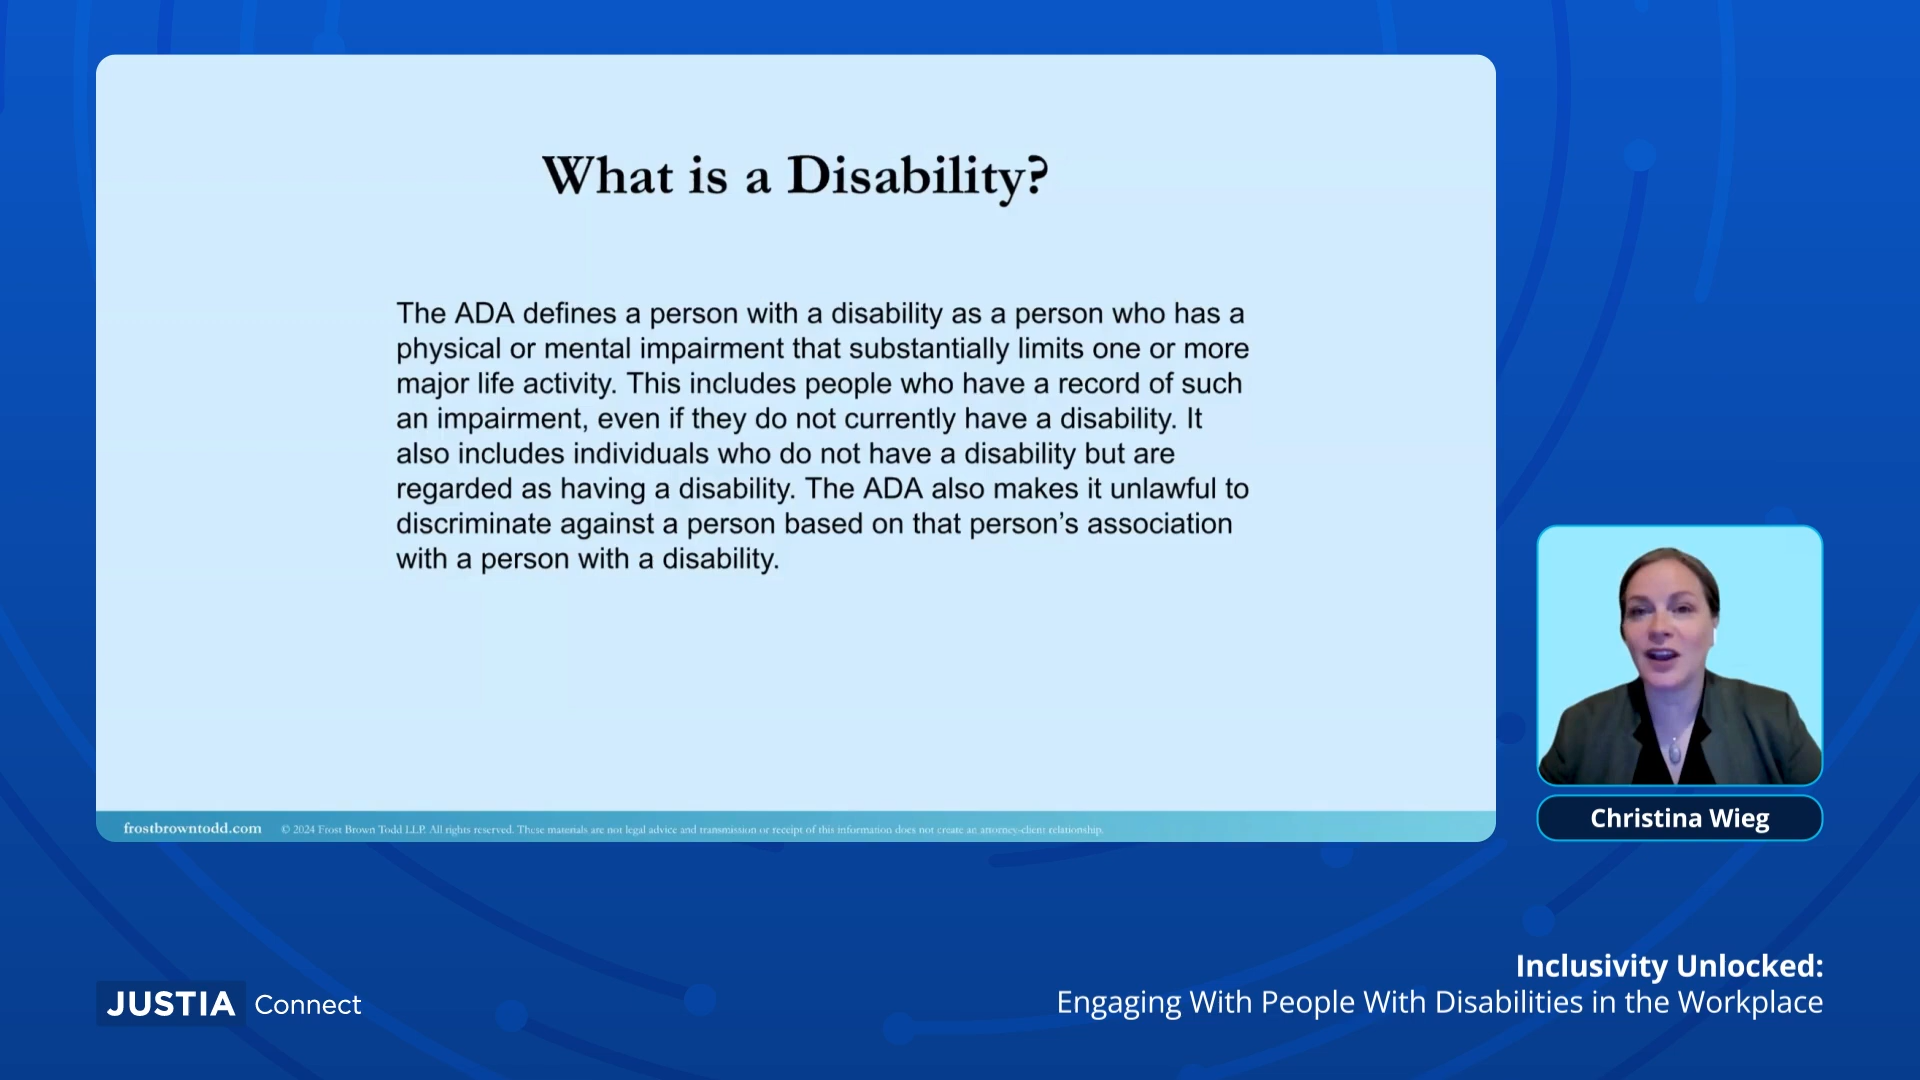 What is a Disability?
The ADA defines a person with a disability as a person who has a
physical or mental impairment that substantially limits one or more
major life activity. This includes people who have a record of such
an impairment, even if they do not currently have a disability. It
also includes individuals who do not have a disability but are
regarded as having a disability. The ADA also makes it unlawful to
discriminate against a person based on that person’s association
with a person with a disability.
frostbrowntodd.com © 2024 Frost Brown Todd LLP. All rights reserved. These materials are not legal advice and transmission or receipt of this information does not create an attorney-client relationship.
Christina Wieg
Inclusivity Unlocked:
Engaging With People With Disabilities in the Workplace
JUSTIA Connect